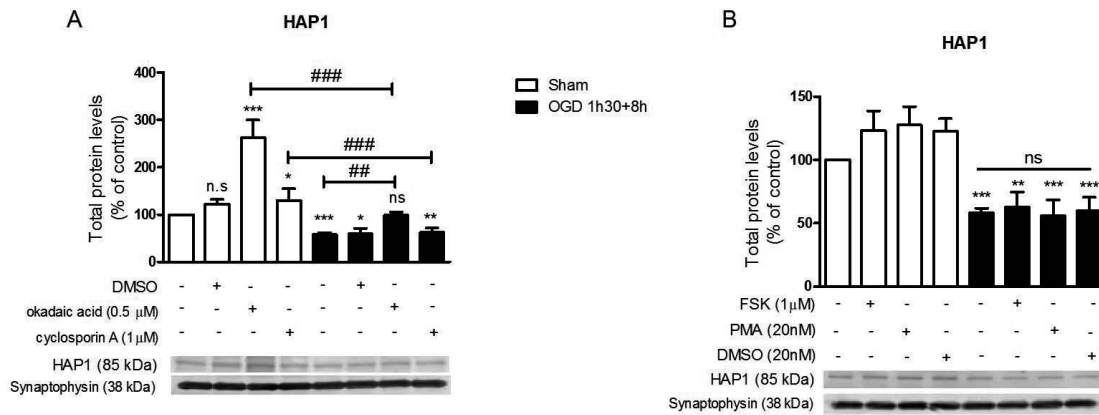 A
HAP1
Total protein levels
(% of control)
400
300
200
100
0
###
###
##
***
n.s
*
***
*
ns
**
DMSO - + - - - + - -
okadaic acid (0.5 μM) - - + - - - + -
cyclosporin A (1μM) - - - + - - - +
HAP1 (85 kDa)
Synaptophysin (38 kDa)
Sham
OGD 1h30+8h
B
HAP1
Total protein levels
(% of control)
150
100
50
0
ns
***
**
***
***
FSK (1μM) - + - - - + - -
PMA (20nM) - - + - - - + -
DMSO (20nM) - - - + - - - +
HAP1 (85 kDa)
Synaptophysin (38 kDa)